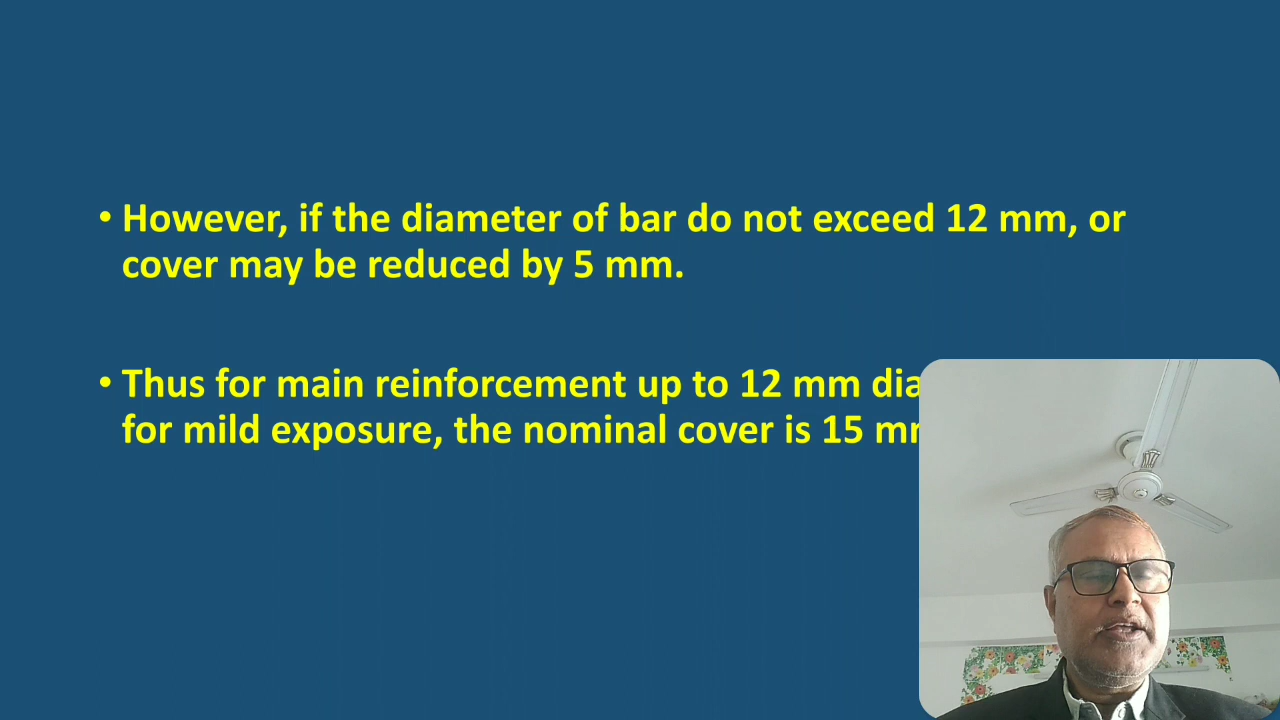 • However, if the diameter of bar do not exceed 12 mm, or
cover may be reduced by 5 mm.
• Thus for main reinforcement up to 12 mm
for mild exposure, the nominal cover is 15